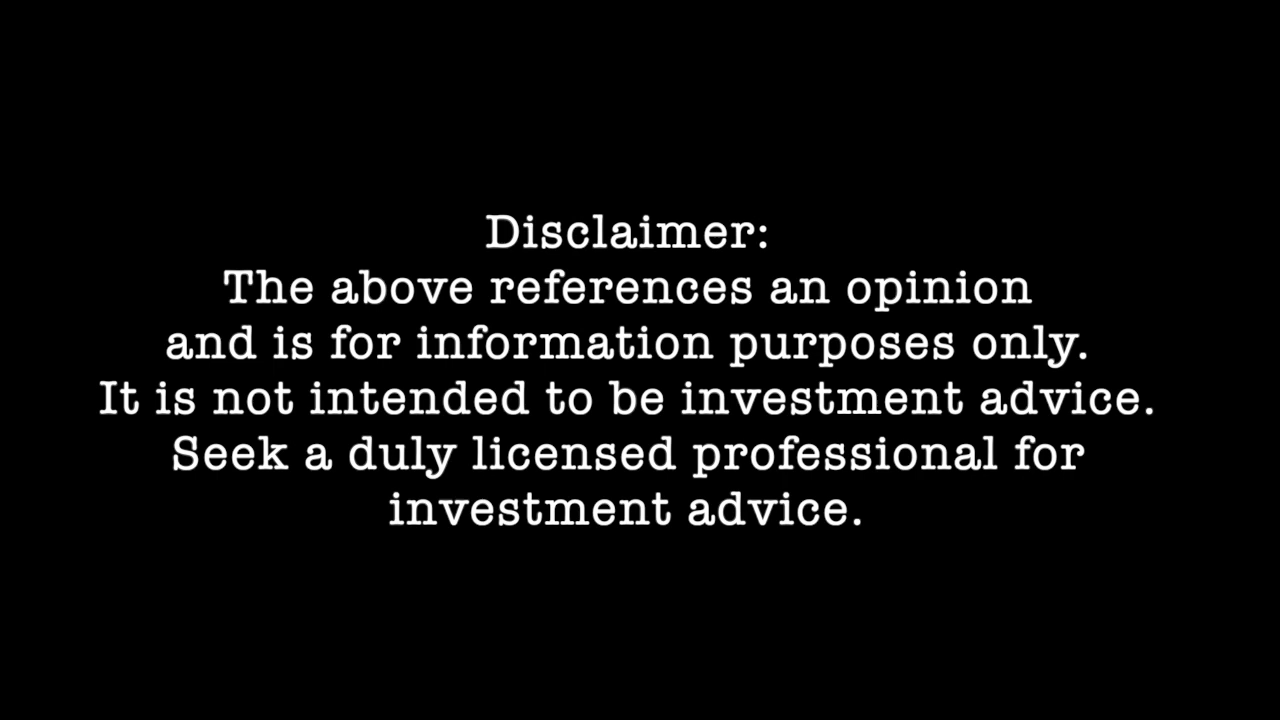 Disclaimer:
The above references an opinion
and is for information purposes only.
It is not intended to be investment advice.
Seek a duly licensed professional for
investment advice.